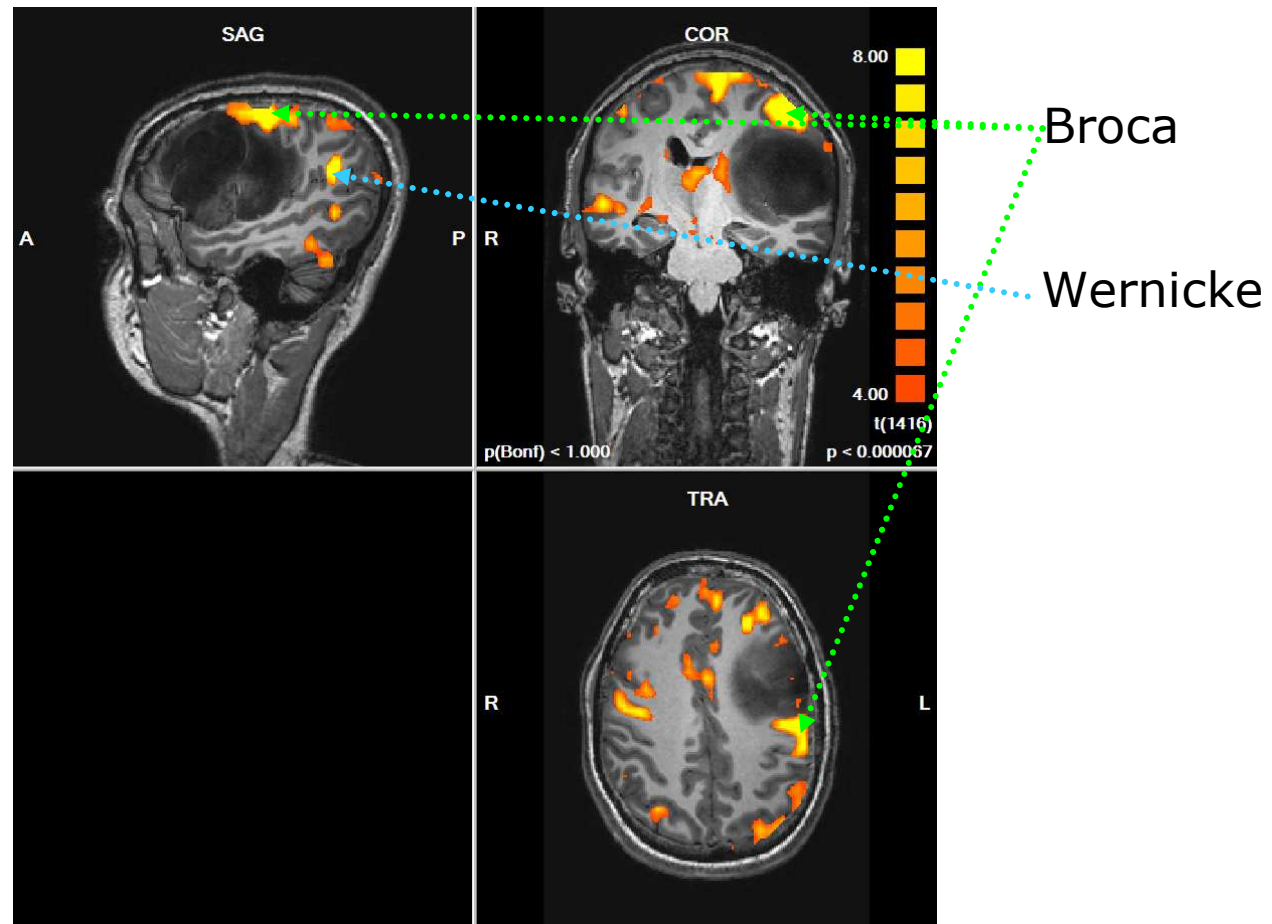 SAG
COR
8.00
Broca
A
P
R
Wernicke
4.00
t(1416)
p(Bonf) < 1.000
p < 0.000067
TRA
R
L